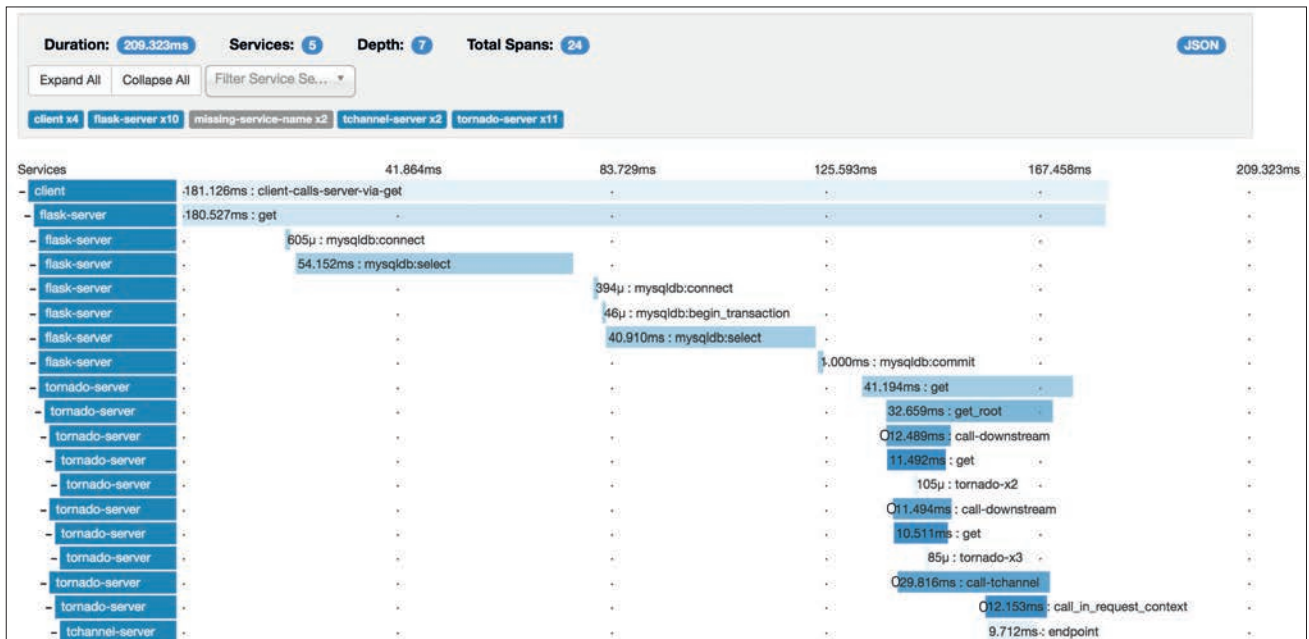 Duration: 209.323ms Services: 5 Depth: 7 Total Spans: 24 JSON
Expand All Collapse All Filter Service Se...
client x4 flask-server x10 missing-service-name x2 tchannel-server x2 tornado-server x11
Services 41.864ms 83.729ms 125.593ms 167.458ms 209.323ms
- client 181.126ms : client-calls-server-via-get
- flask-server 180.527ms : get
- flask-server 605μ : mysqldb:connect
- flask-server 54.152ms : mysqldb:select
- flask-server 394μ : mysqldb:connect
- flask-server 46μ : mysqldb:begin_transaction
- flask-server 40.910ms : mysqldb:select
- flask-server 1.000ms : mysqldb:commit
- tornado-server 41.194ms : get
- tornado-server 32.659ms : get_root
- tornado-server 12.489ms : call-downstream
- tornado-server 11.492ms : get
- tornado-server 105μ : tornado-x2
- tornado-server 11.494ms : call-downstream
- tornado-server 10.511ms : get
- tornado-server 85μ : tornado-x3
- tornado-server 29.816ms : call-tchannel
- tornado-server 12.153ms : call_in_request_context
- tchannel-server 9.712ms : endpoint